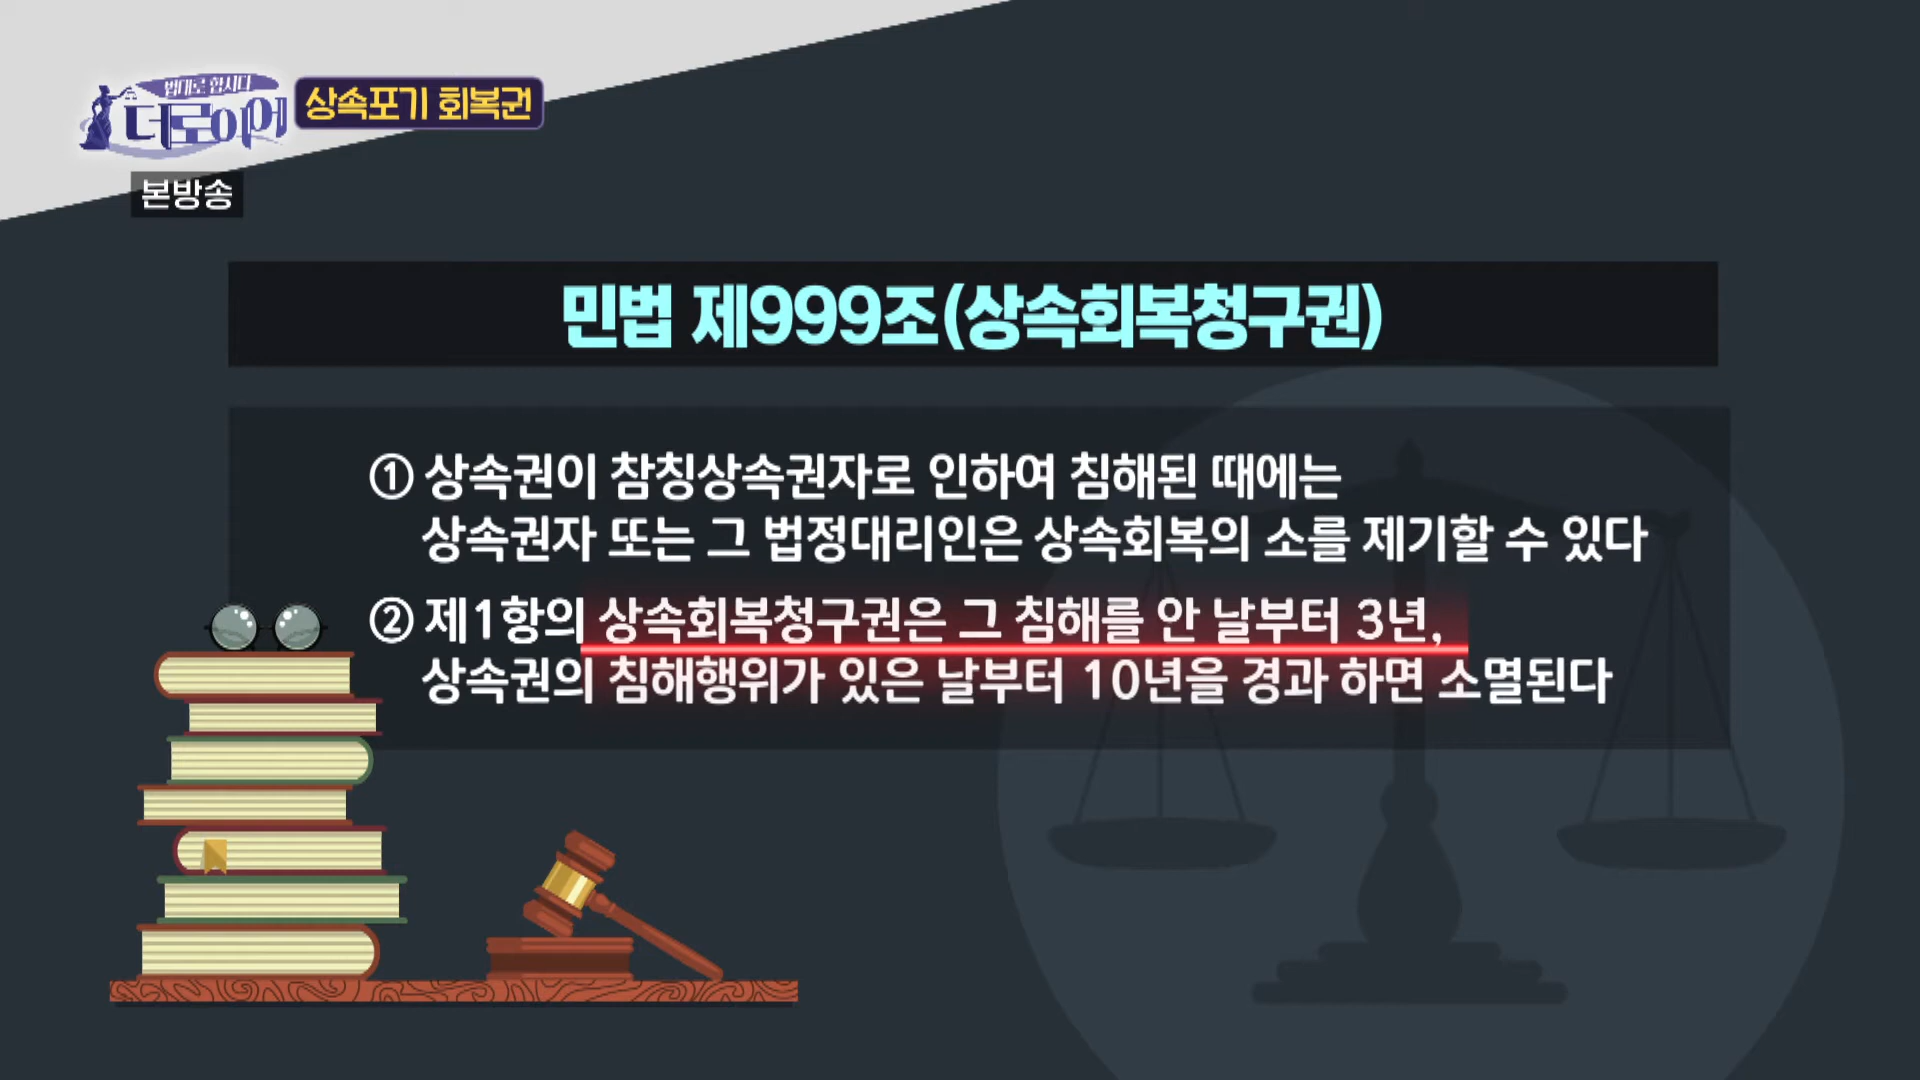 법대로 합시다
더로이어
상속포기 회복권
본방송
민법 제999조(상속회복청구권)
① 상속권이 참칭상속권자로 인하여 침해된 때에는
상속권자 또는 그 법정대리인은 상속회복의 소를 제기할 수 있다
② 제1항의 상속회복청구권은 그 침해를 안 날부터 3년,
상속권의 침해행위가 있은 날부터 10년을 경과 하면 소멸된다